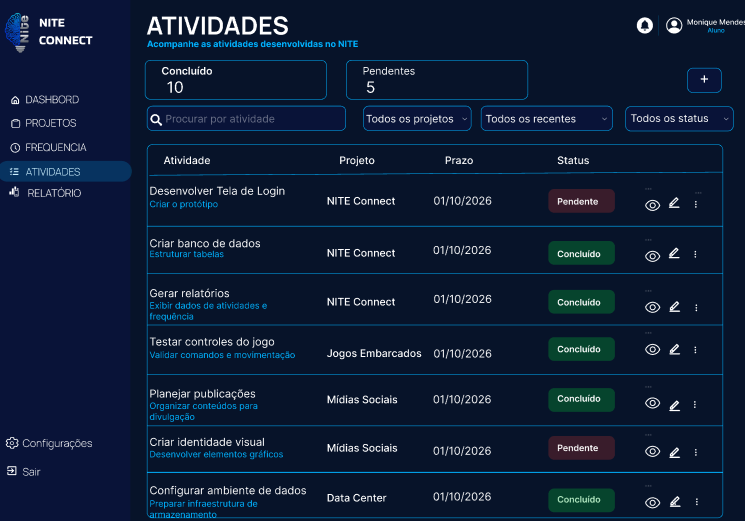 NITE
NITE
CONNECT
DASHBORD
PROJETOS
FREQUENCIA
ATIVIDADES
RELATÓRIO
Configurações
Sair
ATIVIDADES
Acompanhe as atividades desenvolvidas no NITE
Monique Mendes
Aluno
Concluído
10
Pendentes
5
+
Procurar por atividade
Todos os projetos
Todos os recentes
Todos os status
Atividade Projeto Prazo Status
Desenvolver Tela de Login
Criar o protótipo
NITE Connect 01/10/2026 Pendente
Criar banco de dados
Estruturar tabelas
NITE Connect 01/10/2026 Concluído
Gerar relatórios
Exibir dados de atividades e
frequência
NITE Connect 01/10/2026 Concluído
Testar controles do jogo
Validar comandos e movimentação
Jogos Embarcados 01/10/2026 Concluído
Planejar publicações
Organizar conteúdos para
divulgação
Mídias Sociais 01/10/2026 Concluído
Criar identidade visual
Desenvolver elementos gráficos
Mídias Sociais 01/10/2026 Pendente
Configurar ambiente de dados
Preparar infraestrutura de
armazenamento
Data Center 01/10/2026 Concluído